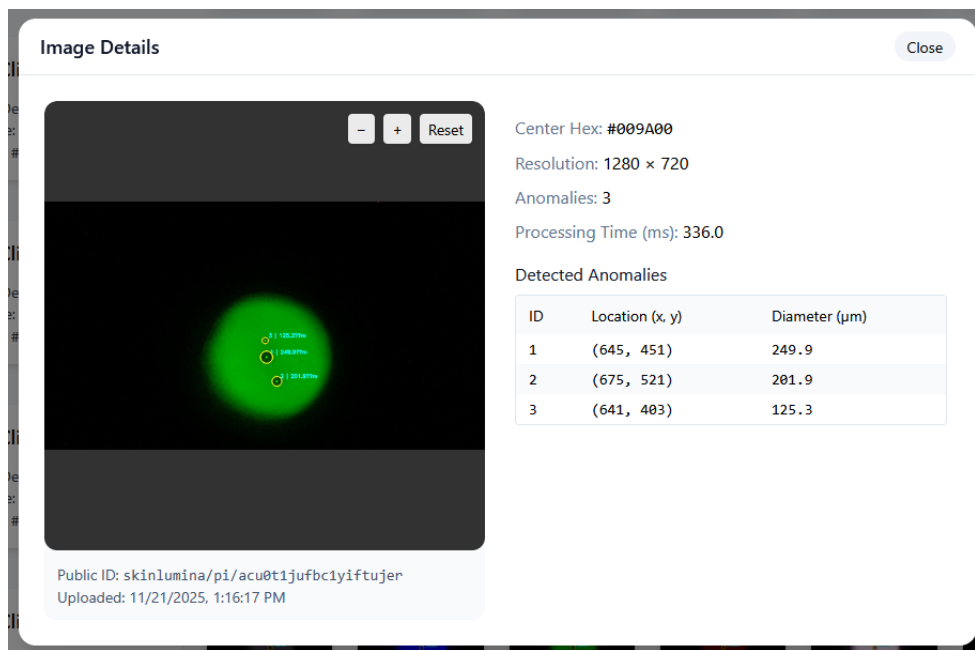 Image Details
Close
− + Reset
Center Hex: #009A00
Resolution: 1280 × 720
Anomalies: 3
Processing Time (ms): 336.0
Detected Anomalies
ID Location (x, y) Diameter (µm)
1 (645, 451) 249.9
2 (675, 521) 201.9
3 (641, 403) 125.3
Public ID: skinlumina/pi/acu0t1jufbc1yiftujer
Uploaded: 11/21/2025, 1:16:17 PM